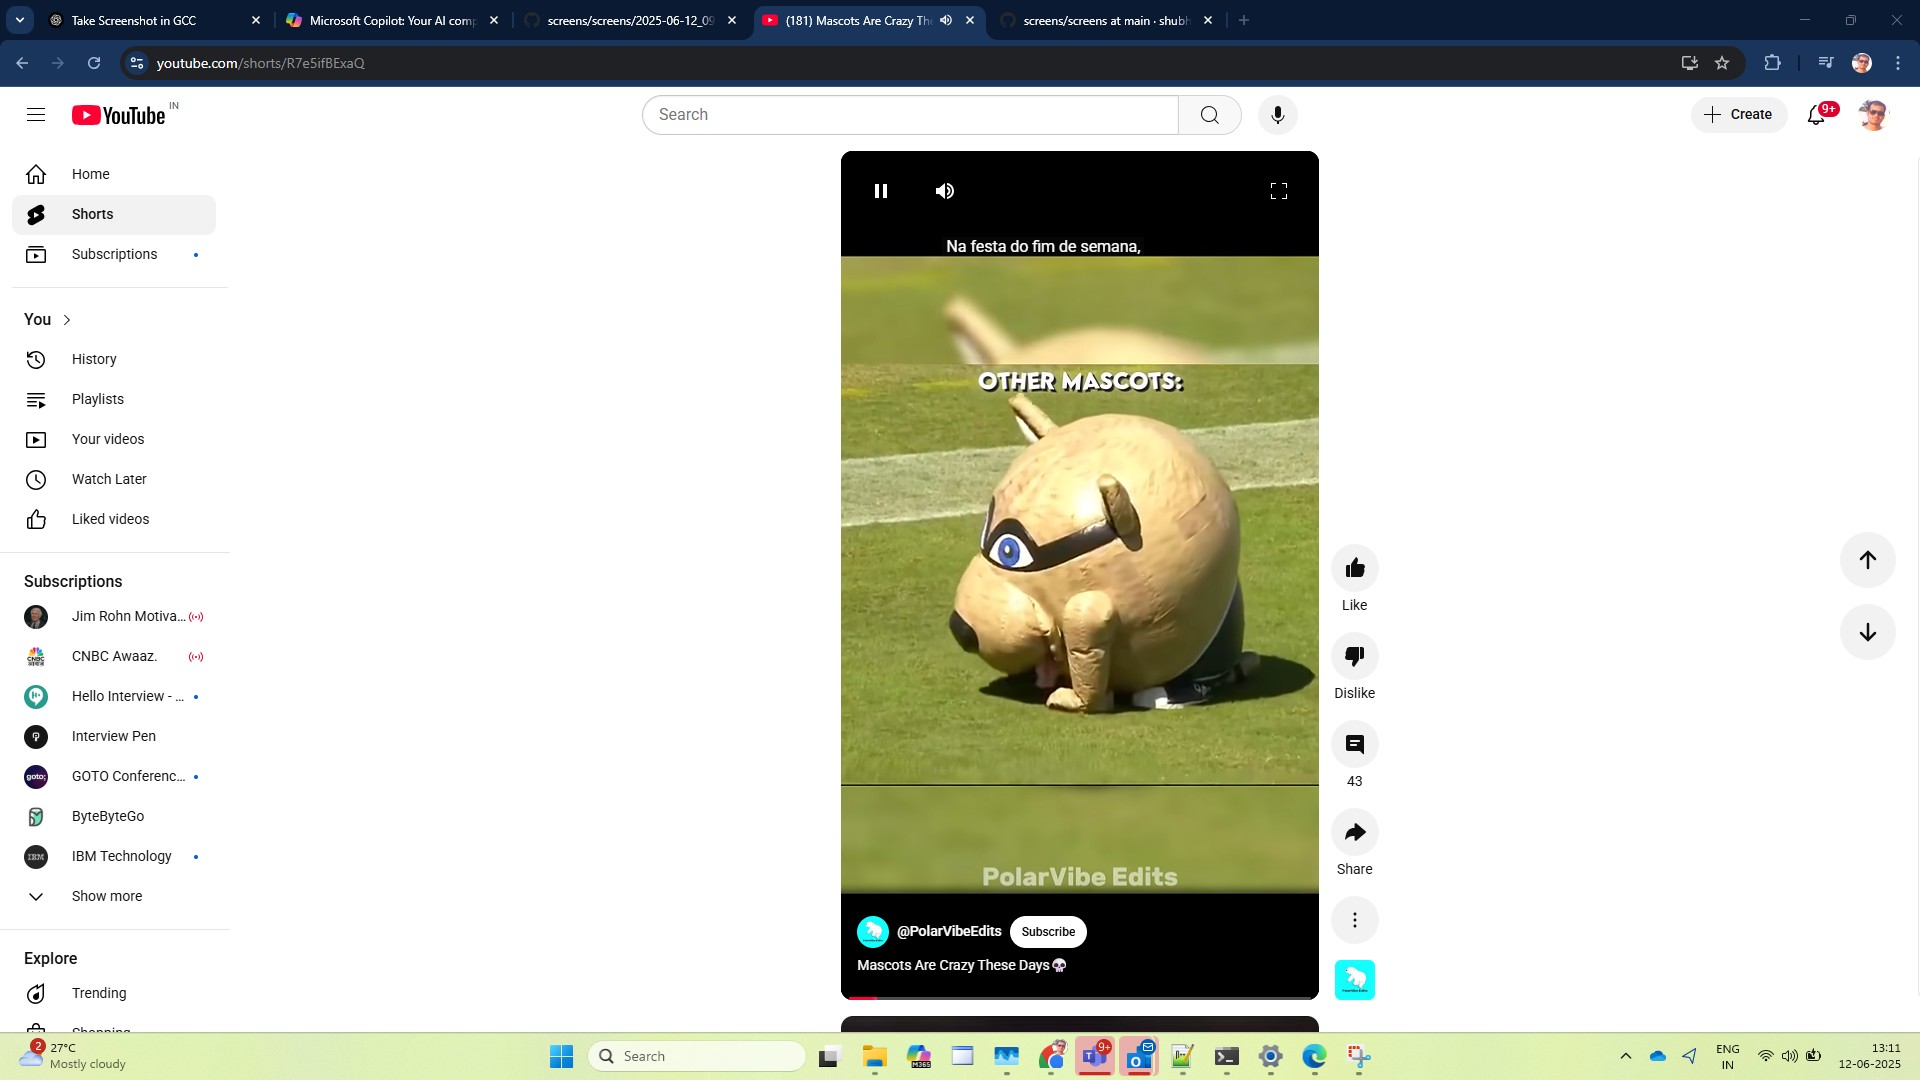 Take Screenshot in GCC
Microsoft Copilot: Your AI comp
screens/screens/2025-06-12_09
(181) Mascots Are Crazy The
screens/screens at main · shubh
youtube.com/shorts/R7e5ifBExaQ
YouTube IN
Search
Create
9+
Home
Shorts
Subscriptions
You
History
Playlists
Your videos
Watch Later
Liked videos
Subscriptions
Jim Rohn Motiva...
CNBC Awaaz.
Hello Interview - ...
Interview Pen
GOTO Conferenc...
ByteByteGo
IBM Technology
Show more
Explore
Trending
Shopping
Na festa do fim de semana,
OTHER MASCOTS:
PolarVibe Edits
@PolarVibeEdits
Subscribe
Mascots Are Crazy These Days💀
Like
Dislike
43
Share
2
27°C
Mostly cloudy
Search
M365
9+
ENG
IN
13:11
12-06-2025